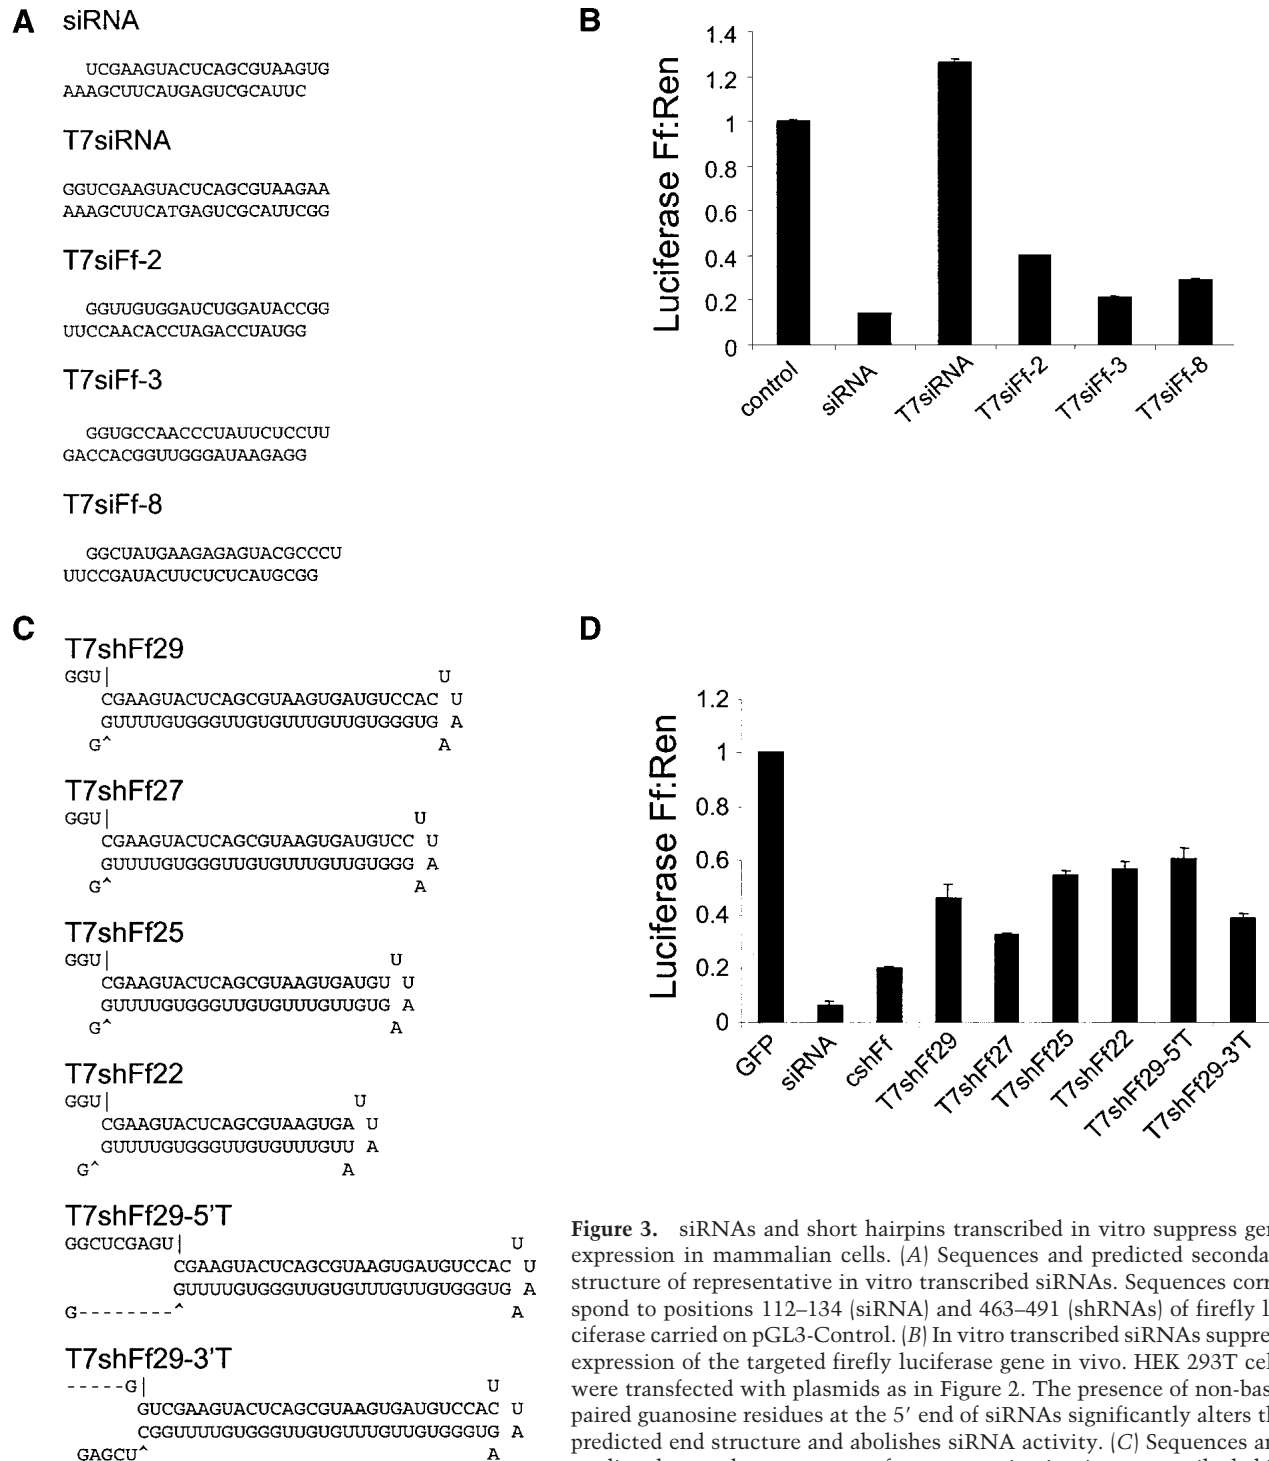 A
siRNA
UCGAAGUACUCAGCGUAAGUG
AAAGCUUCAUGAGUCGCAUUC
T7siRNA
GGUCGAAGUACUCAGCGUAAGAA
AAAGCUUCATGAGUCGCAUUCGG
T7siFf-2
GGUUGUGGAUCUGGAUACCGG
UUCCAACACCUAGACCUAUGG
T7siFf-3
GGUGCCAACCCUAUUCUCCUU
GACCACGGUUGGGAUAAGAGG
T7siFf-8
GGCUAUGAAGAGAGUACGCCCU
UUCCGAUACUUCUCUCAUGCGG
B
Luciferase Ff:Ren
1.4
1.2
1
0.8
0.6
0.4
0.2
0
control
siRNA
T7siRNA
T7siFf-2
T7siFf-3
T7siFf-8
C
T7shFf29
GGU| U
CGAAGUACUCAGCGUAAGUGAUGUCCAC U
GUUUUGUGGGUUGUGUUUGUUGUGGGUG A
G^ A
T7shFf27
GGU| U
CGAAGUACUCAGCGUAAGUGAUGUCC U
GUUUUGUGGGUUGUGUUUGUUGUGGG A
G^ A
T7shFf25
GGU| U
CGAAGUACUCAGCGUAAGUGAUGU U
GUUUUGUGGGUUGUGUUUGUUGUG A
G^ A
T7shFf22
GGU| U
CGAAGUACUCAGCGUAAGUGA U
GUUUUGUGGGUUGUGUUUGUU A
G^ A
T7shFf29-5'T
GGCUCGAGU| U
CGAAGUACUCAGCGUAAGUGAUGUCCAC U
GUUUUGUGGGUUGUGUUUGUUGUGGGUG A
G--------^ A
T7shFf29-3'T
-----G| U
GUCGAAGUACUCAGCGUAAGUGAUGUCCAC U
CGGUUUUGUGGGUUGUGUUUGUUGUGGGUG A
GAGCU^ A
D
Luciferase Ff:Ren
1.2
1
0.8
0.6
0.4
0.2
0
GFP
siRNA
cshFf
T7shFf29
T7shFf27
T7shFf25
T7shFf22
T7shFf29-5'T
T7shFf29-3'T
Figure 3. siRNAs and short hairpins transcribed in vitro suppress gen
expression in mammalian cells. (A) Sequences and predicted seconda
structure of representative in vitro transcribed siRNAs. Sequences corr
spond to positions 112–134 (siRNA) and 463–491 (shRNAs) of firefly l
ciferase carried on pGL3-Control. (B) In vitro transcribed siRNAs suppre
expression of the targeted firefly luciferase gene in vivo. HEK 293T cel
were transfected with plasmids as in Figure 2. The presence of non-bas
paired guanosine residues at the 5′ end of siRNAs significantly alters th
predicted end structure and abolishes siRNA activity. (C) Sequences an